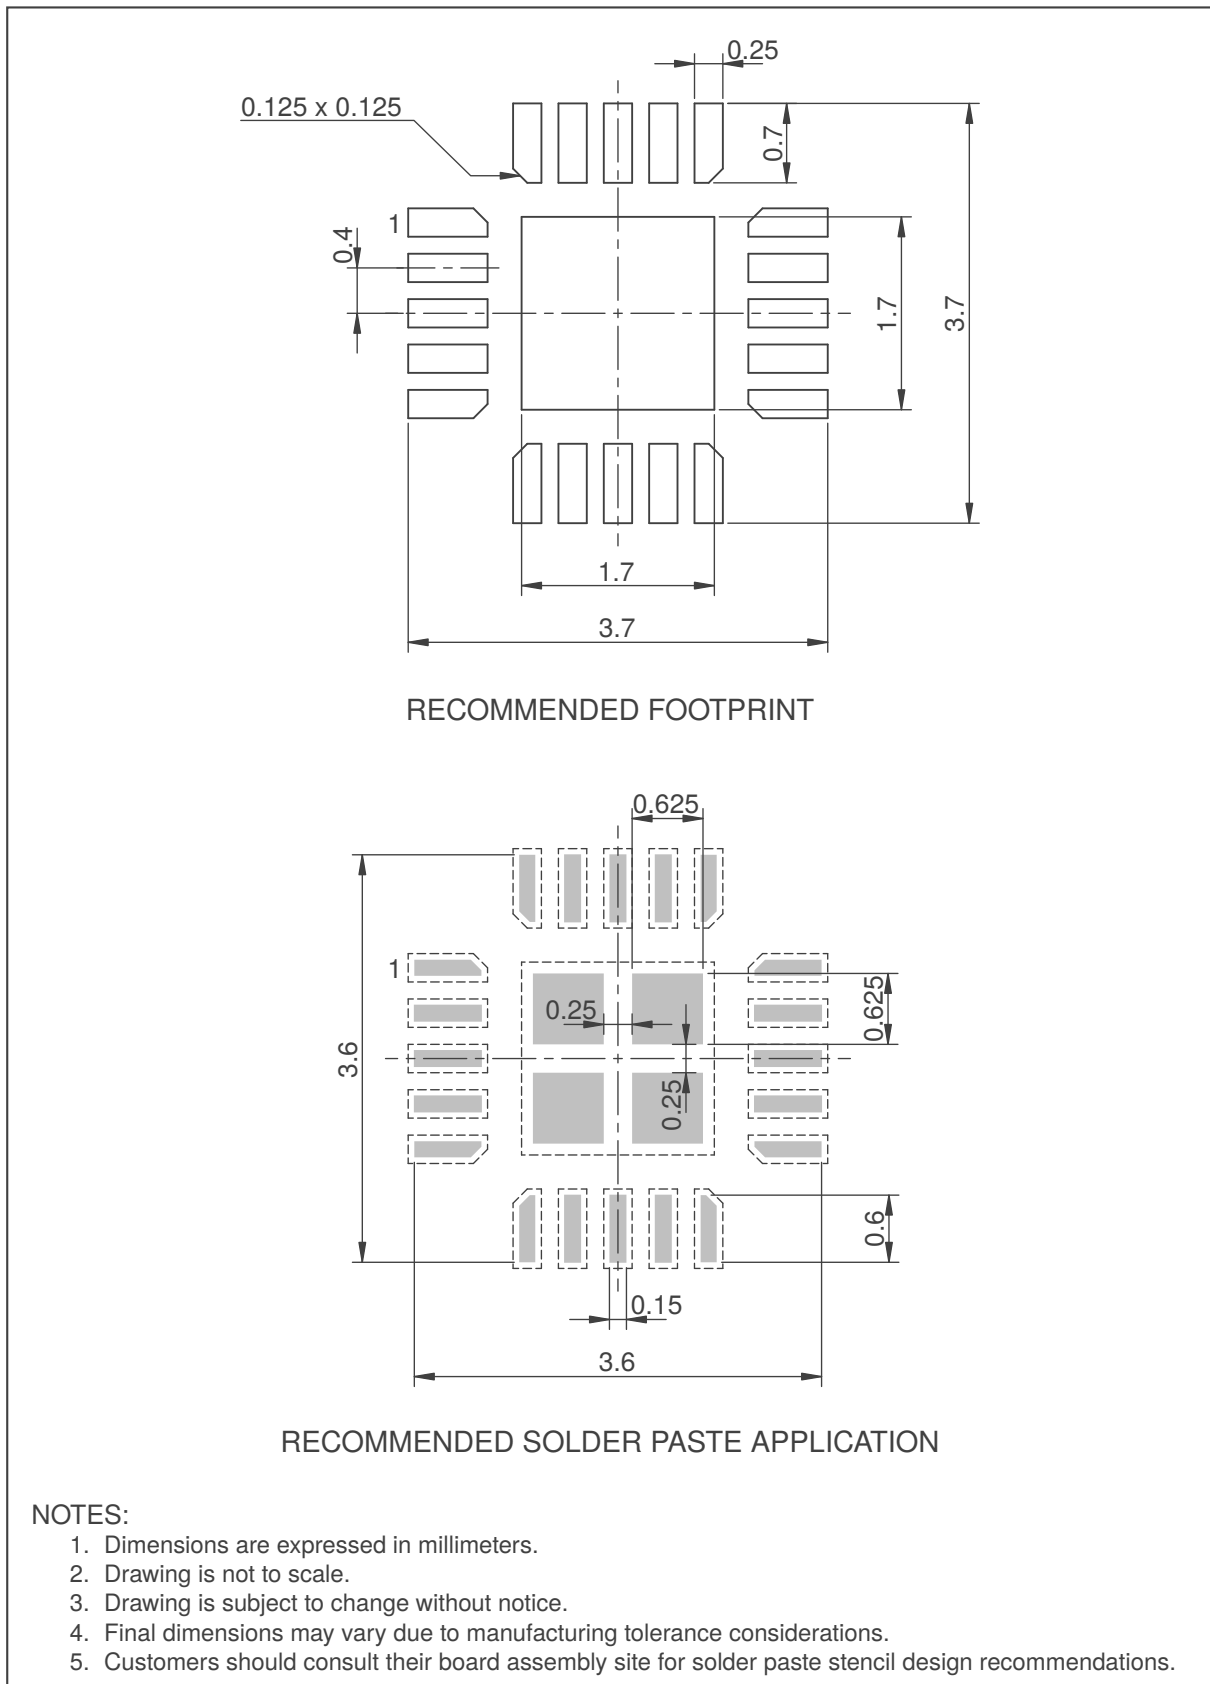 0.25
0.125 x 0.125
0.7
1
0.4
1.7
3.7
1.7
3.7
RECOMMENDED FOOTPRINT
0.625
1
0.25
0.625
3.6
0.25
0.6
0.15
3.6
RECOMMENDED SOLDER PASTE APPLICATION
NOTES:
1. Dimensions are expressed in millimeters.
2. Drawing is not to scale.
3. Drawing is subject to change without notice.
4. Final dimensions may vary due to manufacturing tolerance considerations.
5. Customers should consult their board assembly site for solder paste stencil design recommendations.